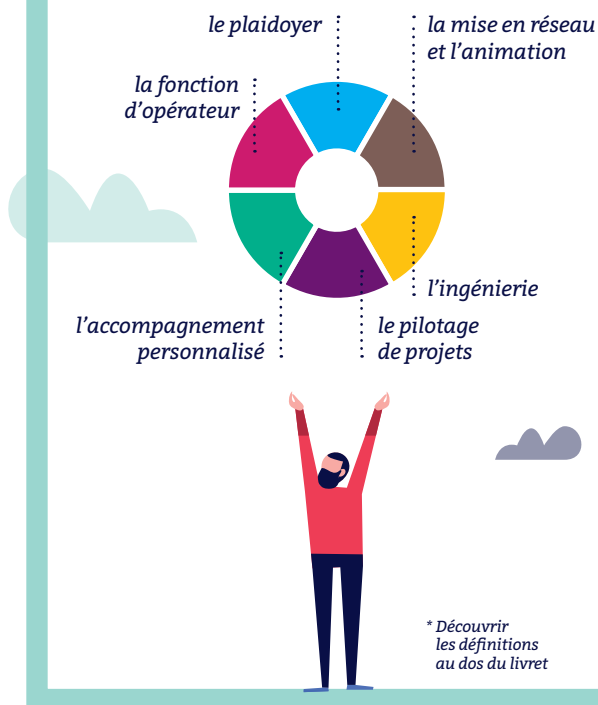 le plaidoyer
la mise en réseau
et l'animation
la fonction
d'opérateur
l'ingénierie
l'accompagnement
personnalisé
le pilotage
de projets
* Découvrir
les définitions
au dos du livret